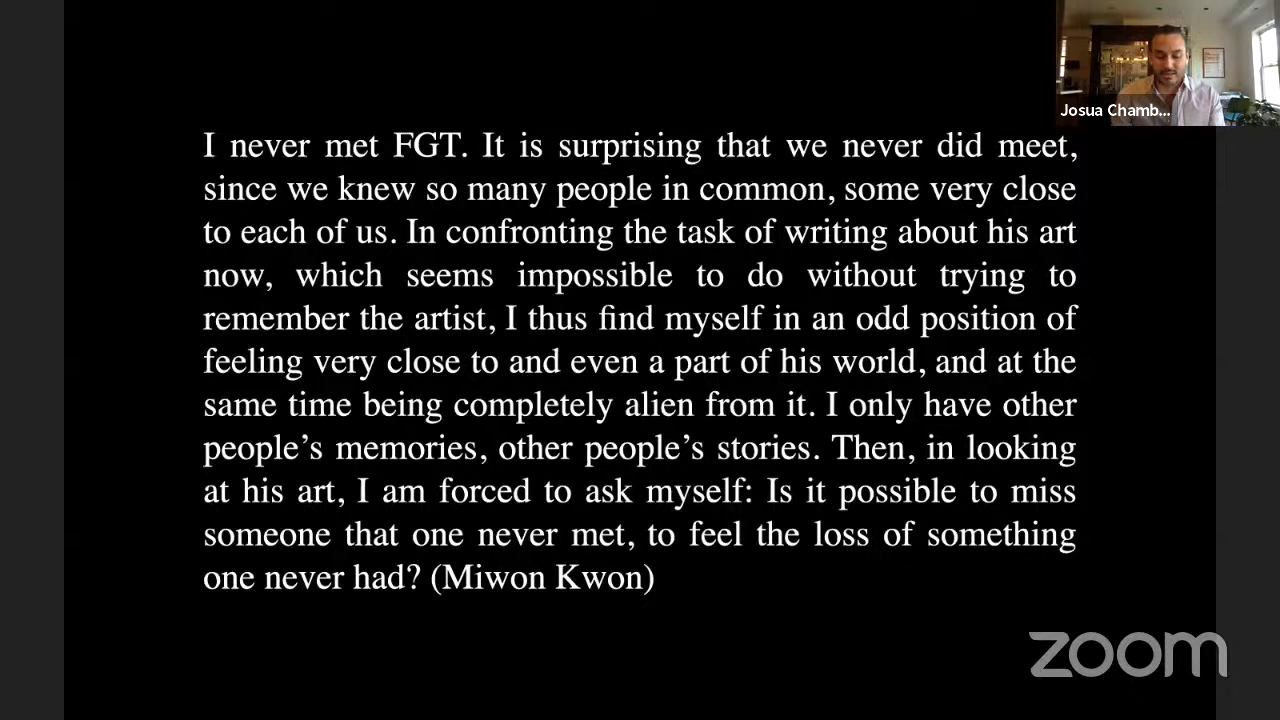 Josua Chamb...
I never met FGT. It is surprising that we never did meet,
since we knew so many people in common, some very close
to each of us. In confronting the task of writing about his art
now, which seems impossible to do without trying to
remember the artist, I thus find myself in an odd position of
feeling very close to and even a part of his world, and at the
same time being completely alien from it. I only have other
people’s memories, other people’s stories. Then, in looking
at his art, I am forced to ask myself: Is it possible to miss
someone that one never met, to feel the loss of something
one never had? (Miwon Kwon)
zoom